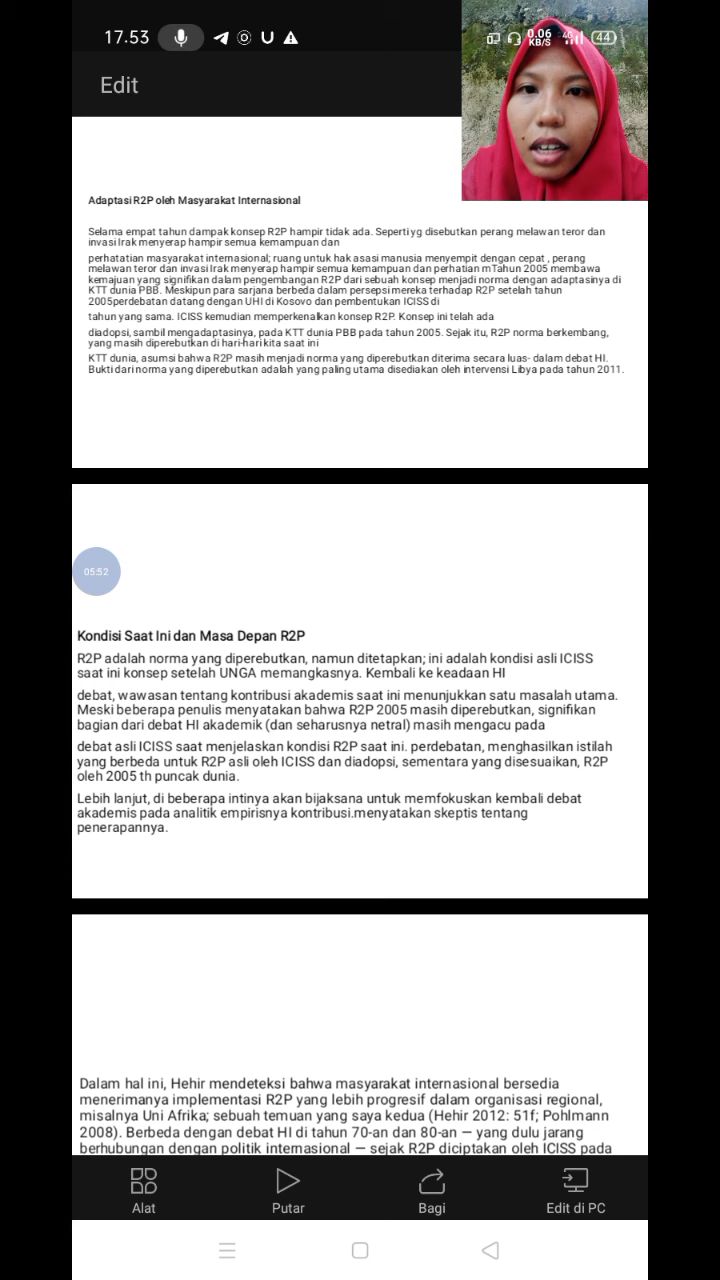 17.53
0.06
KB/S
4G
44
Edit
Adaptasi R2P oleh Masyarakat Internasional
Selama empat tahun dampak konsep R2P hampir tidak ada. Seperti yg disebutkan perang melawan teror dan
invasi Irak menyerap hampir semua kemampuan dan
perhatatian masyarakat internasional; ruang untuk hak asasi manusia menyempit dengan cepat , perang
melawan teror dan invasi Irak menyerap hampir semua kemampuan dan perhatian mTahun 2005 membawa
kemajuan yang signifikan dalam pengembangan R2P dari sebuah konsep menjadi norma dengan adaptasinya di
KTT dunia PBB. Meskipun para sarjana berbeda dalam persepsi mereka terhadap R2P setelah tahun
2005perdebatan datang dengan UHI di Kosovo dan pembentukan ICISS di
tahun yang sama. ICISS kemudian memperkenalkan konsep R2P. Konsep ini telah ada
diadopsi, sambil mengadaptasinya, pada KTT dunia PBB pada tahun 2005. Sejak itu, R2P norma berkembang,
yang masih diperebutkan di hari-hari kita saat ini
KTT dunia, asumsi bahwa R2P masih menjadi norma yang diperebutkan diterima secara luas- dalam debat HI.
Bukti dari norma yang diperebutkan adalah yang paling utama disediakan oleh intervensi Libya pada tahun 2011.
05:52
Kondisi Saat Ini dan Masa Depan R2P
R2P adalah norma yang diperebutkan, namun ditetapkan; ini adalah kondisi asli ICISS
saat ini konsep setelah UNGA memangkasnya. Kembali ke keadaan HI
debat, wawasan tentang kontribusi akademis saat ini menunjukkan satu masalah utama.
Meski beberapa penulis menyatakan bahwa R2P 2005 masih diperebutkan, signifikan
bagian dari debat HI akademik (dan seharusnya netral) masih mengacu pada
debat asli ICISS saat menjelaskan kondisi R2P saat ini. perdebatan, menghasilkan istilah
yang berbeda untuk R2P asli oleh ICISS dan diadopsi, sementara yang disesuaikan, R2P
oleh 2005 th puncak dunia.
Lebih lanjut, di beberapa intinya akan bijaksana untuk memfokuskan kembali debat
akademis pada analitik empirisnya kontribusi.menyatakan skeptis tentang
penerapannya.
Dalam hal ini, Hehir mendeteksi bahwa masyarakat internasional bersedia
menerimanya implementasi R2P yang lebih progresif dalam organisasi regional,
misalnya Uni Afrika; sebuah temuan yang saya kedua (Hehir 2012: 51f; Pohlmann
2008). Berbeda dengan debat HI di tahun 70-an dan 80-an — yang dulu jarang
berhubungan dengan politik internasional — sejak R2P diciptakan oleh ICISS pada
Alat
Putar
Bagi
Edit di PC